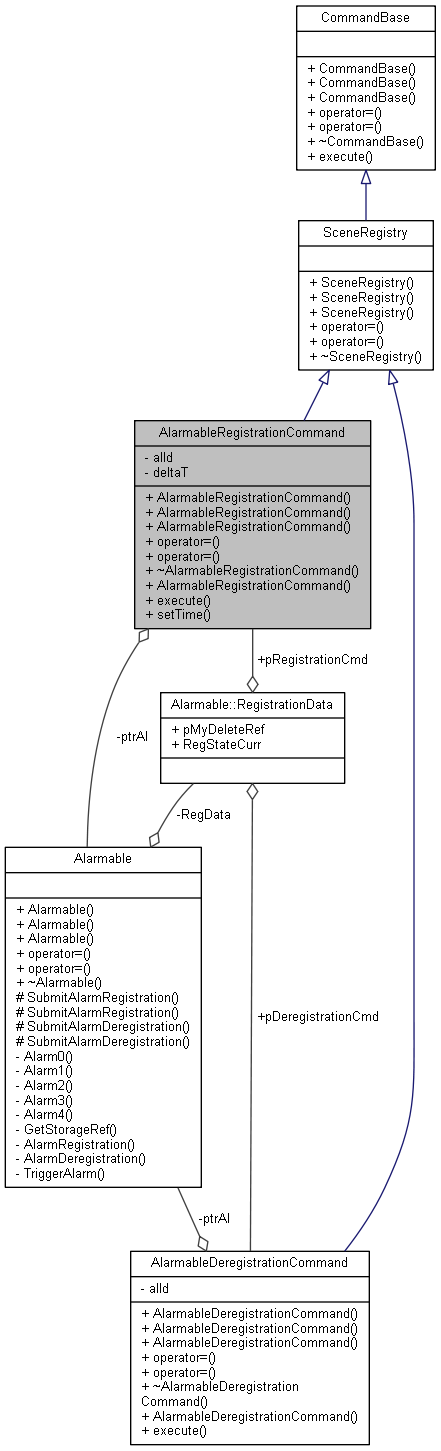 CommandBase
+ CommandBase()
+ CommandBase()
+ CommandBase()
+ operator=()
+ operator=()
+ ~CommandBase()
+ execute()
SceneRegistry
+ SceneRegistry()
+ SceneRegistry()
+ SceneRegistry()
+ operator=()
+ operator=()
+ ~SceneRegistry()
AlarmableRegistrationCommand
- alId
- deltaT
+ AlarmableRegistrationCommand()
+ AlarmableRegistrationCommand()
+ AlarmableRegistrationCommand()
+ operator=()
+ operator=()
+ ~AlarmableRegistrationCommand()
+ AlarmableRegistrationCommand()
+ execute()
+ setTime()
+pRegistrationCmd
Alarmable::RegistrationData
+ pMyDeleteRef
+ RegStateCurr
-ptrAl
-RegData
Alarmable
+ Alarmable()
+ Alarmable()
+ Alarmable()
+ operator=()
+ operator=()
+ ~Alarmable()
# SubmitAlarmRegistration()
# SubmitAlarmRegistration()
# SubmitAlarmDeregistration()
# SubmitAlarmDeregistration()
- Alarm0()
- Alarm1()
- Alarm2()
- Alarm3()
- Alarm4()
- GetStorageRef()
- AlarmRegistration()
- AlarmDeregistration()
- TriggerAlarm()
+pDeregistrationCmd
-ptrAl
AlarmableDeregistrationCommand
- alId
+ AlarmableDeregistrationCommand()
+ AlarmableDeregistrationCommand()
+ AlarmableDeregistrationCommand()
+ operator=()
+ operator=()
+ ~AlarmableDeregistration
Command()
+ AlarmableDeregistrationCommand()
+ execute()